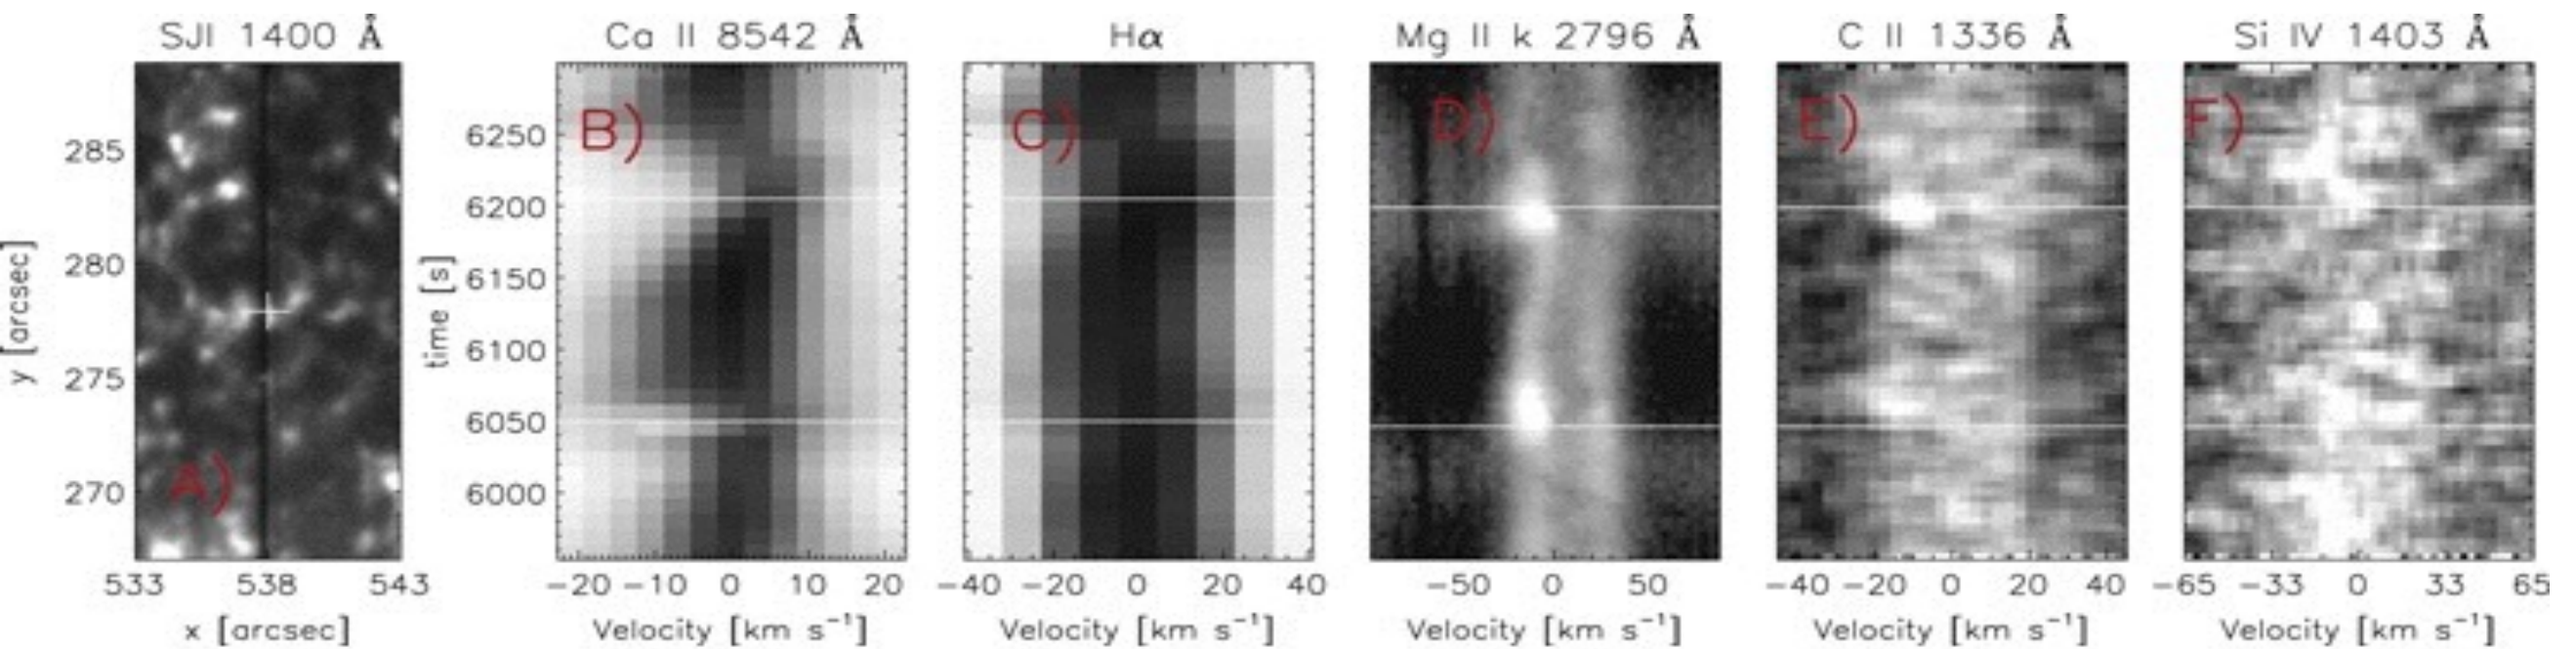 SJI 1400 Å
Ca II 8542 Å
Hα
Mg II k 2796 Å
C II 1336 Å
Si IV 1403 Å
A)
B)
C)
D)
E)
F)
y [arcsec]
285
280
275
270
533 538 543
x [arcsec]
time [s]
6250
6200
6150
6100
6050
6000
−20 −10 0 10 20
Velocity [km s⁻¹]
−40 −20 0 20 40
Velocity [km s⁻¹]
−50 0 50
Velocity [km s⁻¹]
−40 −20 0 20 40
Velocity [km s⁻¹]
−65 −33 0 33 65
Velocity [km s⁻¹]